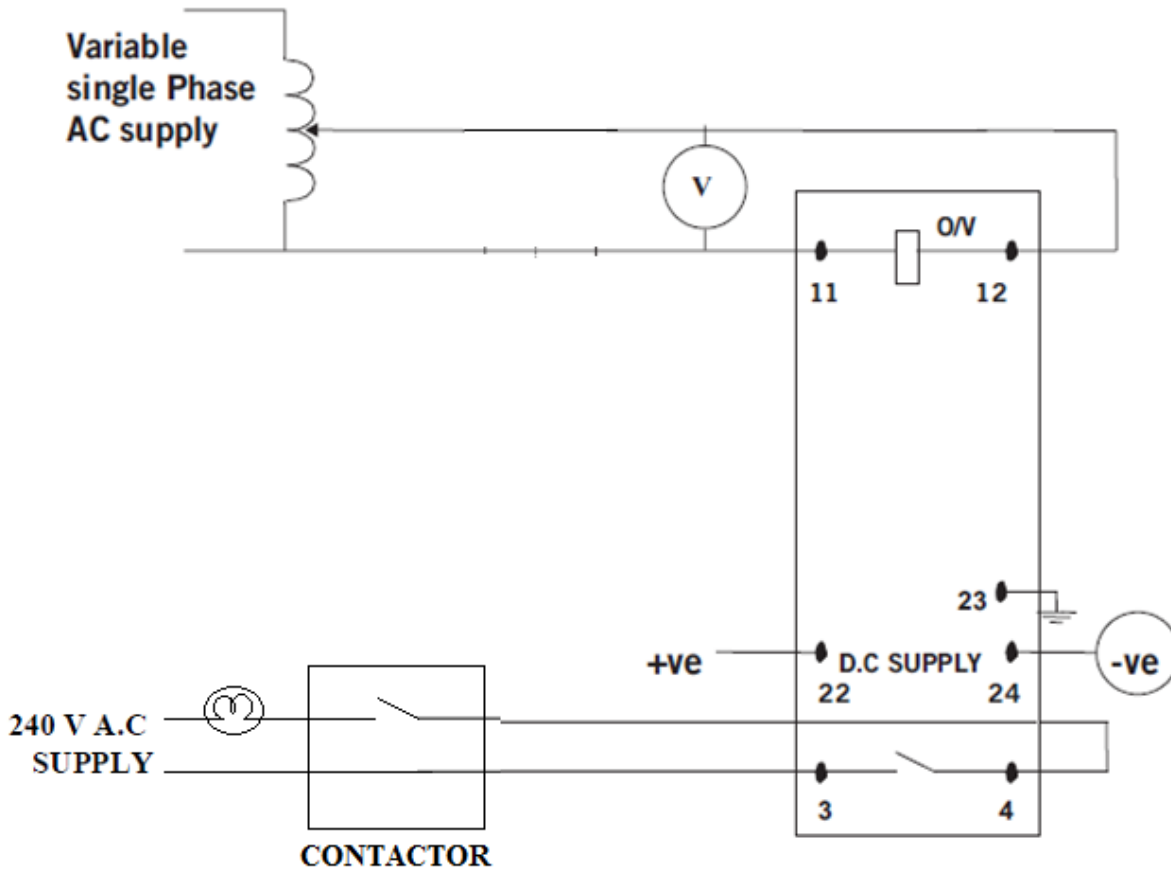 Variable
single Phase
AC supply
V
O/V
11
12
23
+ve
D.C SUPPLY
-ve
22
24
240 V A.C
SUPPLY
3
4
CONTACTOR